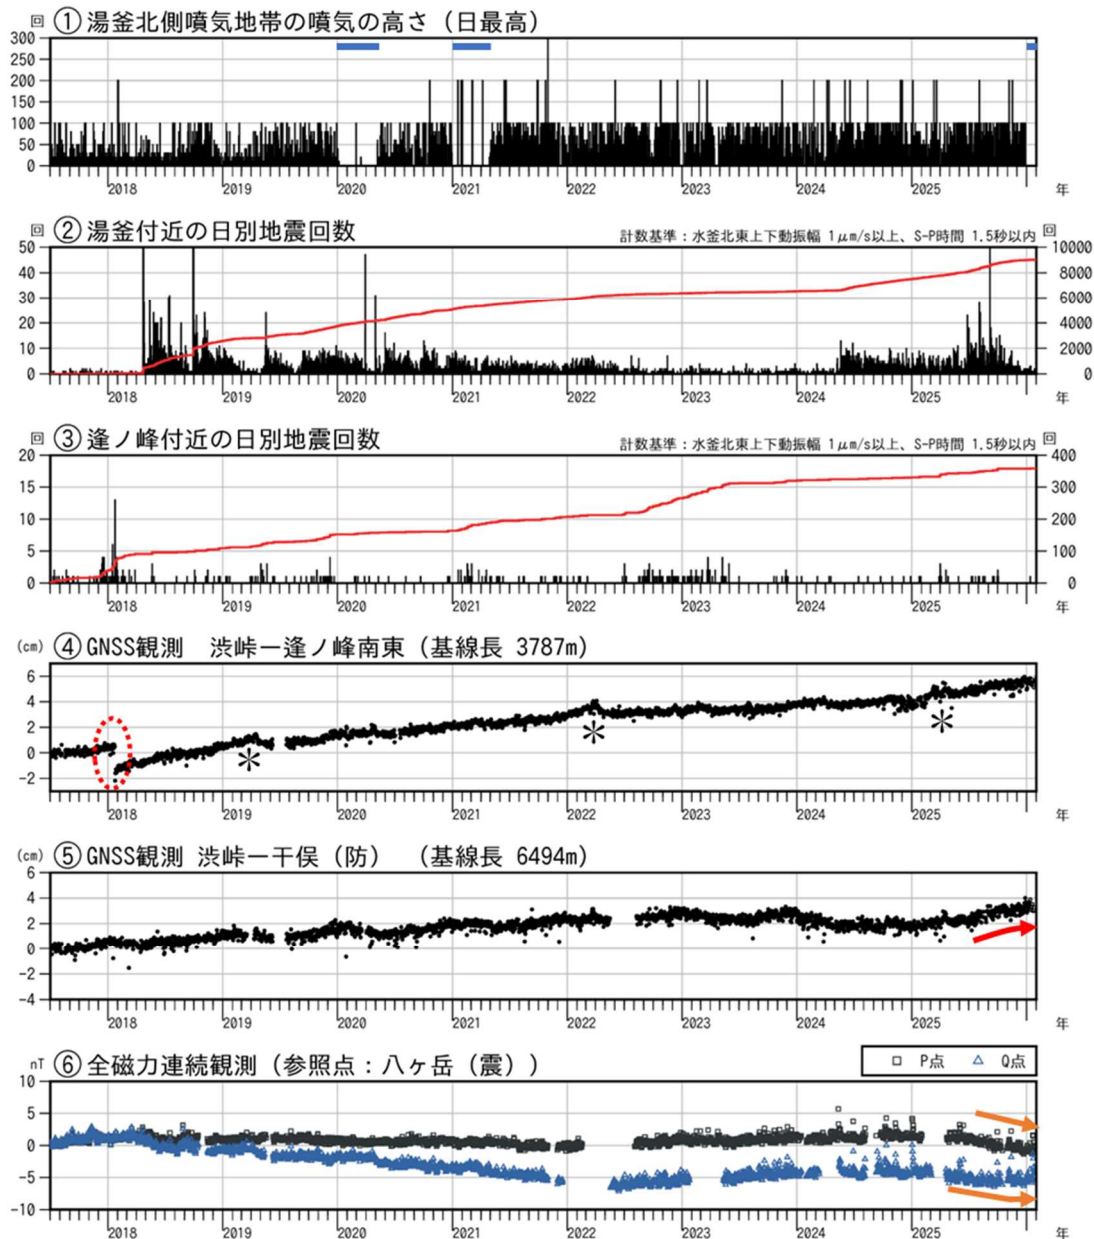 回 ①湯釜北側噴気地帯の噴気の高さ（日最高）
300
250
200
150
100
50
0
2018 2019 2020 2021 2022 2023 2024 2025 年
回 ②湯釜付近の日別地震回数 計数基準：水釜北東上下動振幅 1μm/s以上、S-P時間 1.5秒以内 回
50 10000
40 8000
30 6000
20 4000
10 2000
0 0
2018 2019 2020 2021 2022 2023 2024 2025 年
回 ③逢ノ峰付近の日別地震回数 計数基準：水釜北東上下動振幅 1μm/s以上、S-P時間 1.5秒以内 回
20 400
15 300
10 200
5 100
0 0
2018 2019 2020 2021 2022 2023 2024 2025 年
(cm) ④GNSS観測 渋峠ー逢ノ峰南東（基線長 3787m）
6
4
2
0
-2
＊ ＊ ＊
2018 2019 2020 2021 2022 2023 2024 2025 年
(cm) ⑤GNSS観測 渋峠ー干俣（防） （基線長 6494m）
6
4
2
0
-2
-4
2018 2019 2020 2021 2022 2023 2024 2025 年
nT ⑥全磁力連続観測（参照点：八ヶ岳（震）） □ P点 △ Q点
10
5
0
-5
-10
2018 2019 2020 2021 2022 2023 2024 2025 年